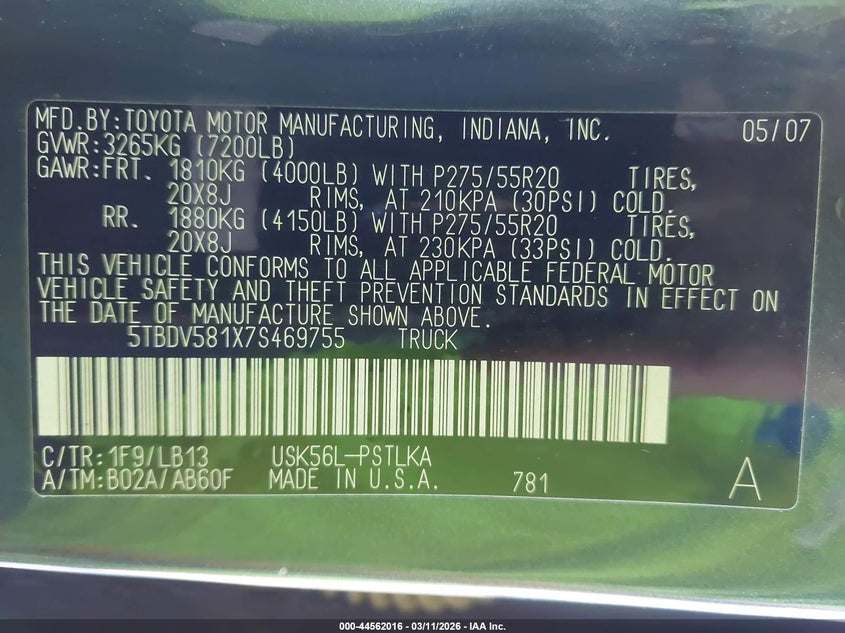 MFD.BY:TOYOTA MOTOR MANUFACTURING, INDIANA, INC. 05/07
GVWR:3265KG (7200LB)
GAWR:FRT. 1810KG (4000LB) WITH P275/55R20 TIRES,
20X8J RIMS, AT 210KPA (30PSI) COLD.
RR. 1880KG (4150LB) WITH P275/55R20 TIRES,
20X8J RIMS, AT 230KPA (33PSI) COLD.
THIS VEHICLE CONFORMS TO ALL APPLICABLE FEDERAL MOTOR
VEHICLE SAFETY AND THEFT PREVENTION STANDARDS IN EFFECT ON
THE DATE OF MANUFACTURE SHOWN ABOVE.
5TBDV581X7S469755 TRUCK
C/TR:1F9/LB13 USK56L-PSTLKA
A/TM:B02A/AB60F MADE IN U.S.A. 781 A
000-44562016 - 03/11/2026 - IAA Inc.